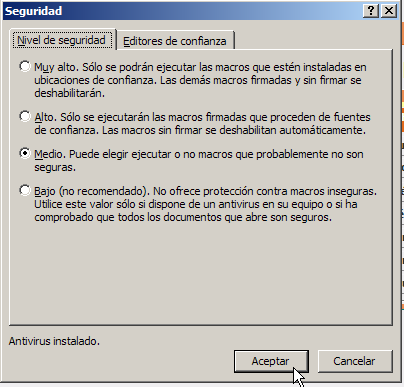 Seguridad
Nivel de seguridad
Editores de confianza
Muy alto. Sólo se podrán ejecutar las macros que estén instaladas en
ubicaciones de confianza. Las demás macros firmadas y sin firmar se
deshabilitarán.
Alto. Sólo se ejecutarán las macros firmadas que proceden de fuentes
de confianza. Las macros sin firmar se deshabilitan automáticamente.
Medio. Puede elegir ejecutar o no macros que probablemente no son
seguras.
Bajo (no recomendado). No ofrece protección contra macros inseguras.
Utilice este valor sólo si dispone de un antivirus en su equipo o si ha
comprobado que todos los documentos que abre son seguros.
Antivirus instalado.
Aceptar
Cancelar